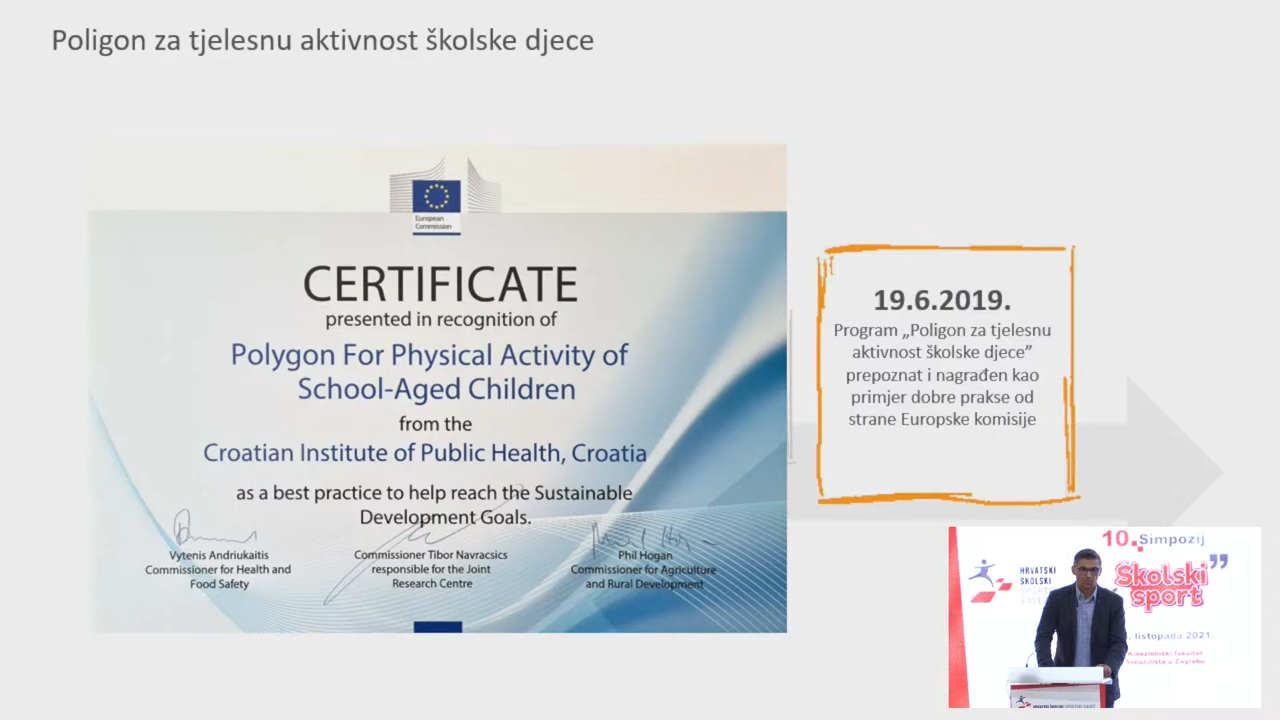 Poligon za tjelesnu aktivnost školske djece
European
Commission
CERTIFICATE
presented in recognition of
Polygon For Physical Activity of
School-Aged Children
from the
Croatian Institute of Public Health, Croatia
as a best practice to help reach the Sustainable
Development Goals.
Vytenis Andriukaitis
Commissioner for Health and
Food Safety
Commissioner Tibor Navracsics
responsible for the Joint
Research Centre
Phil Hogan
Commissioner for Agriculture
and Rural Development
19.6.2019.
Program „Poligon za tjelesnu
aktivnost školske djece”
prepoznat i nagrađen kao
primjer dobre prakse od
strane Europske komisije
10. Simpozij
Školski
sport
HRVATSKI
ŠKOLSKI
listopada 2021.
Kineziološki fakultet
Sveučilišta u Zagrebu